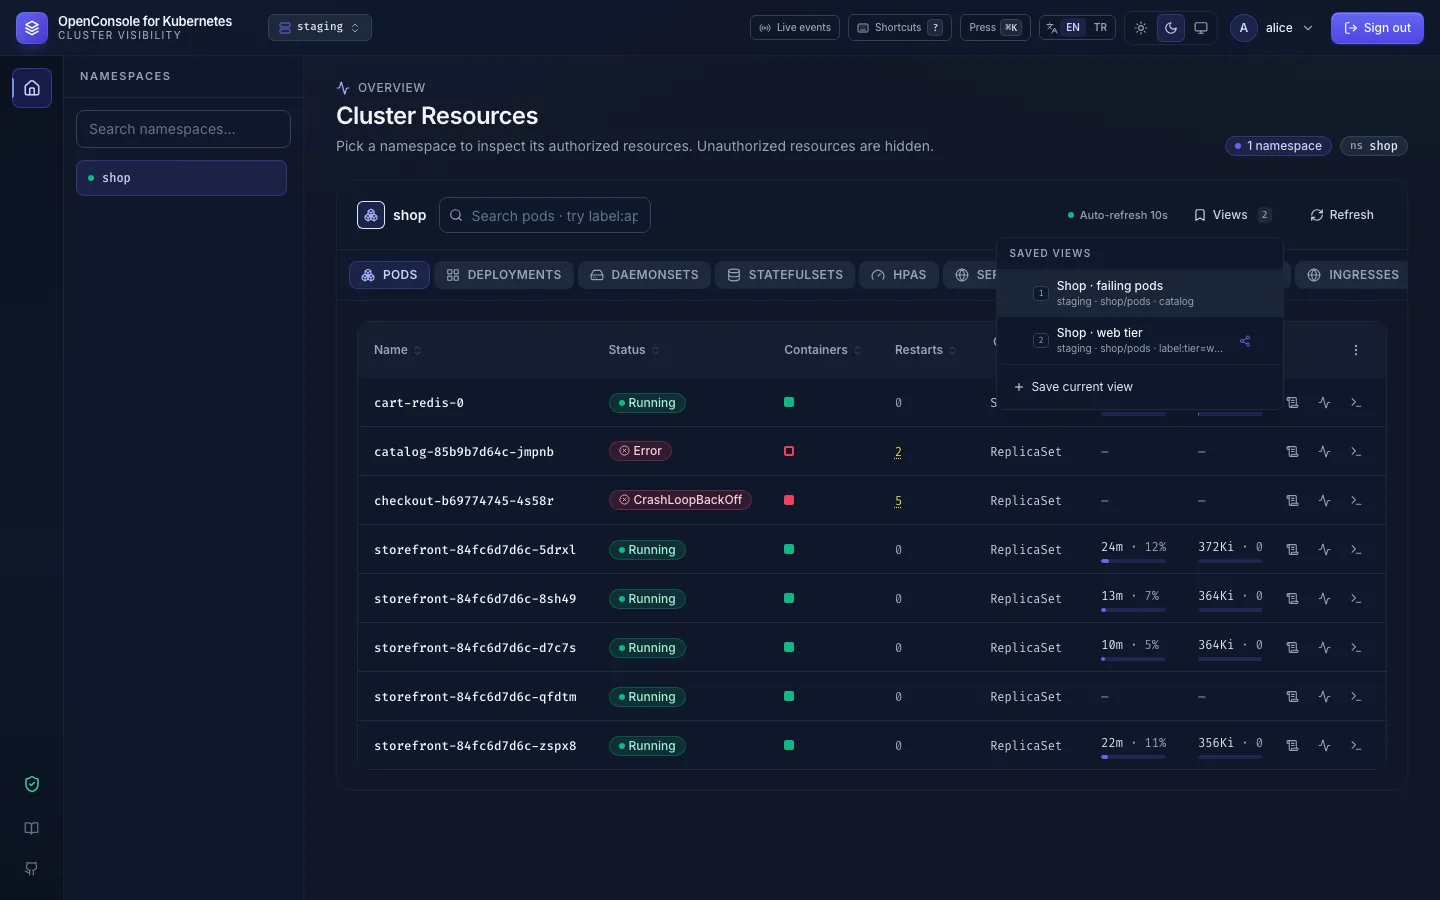 OpenConsole for Kubernetes
CLUSTER VISIBILITY
staging
Live events
Shortcuts ?
Press ⌘K
EN TR
A alice
Sign out
NAMESPACES
Search namespaces...
shop
OVERVIEW
Cluster Resources
Pick a namespace to inspect its authorized resources. Unauthorized resources are hidden.
1 namespace
ns shop
shop
Search pods · try label:ap
Auto-refresh 10s
Views 2
Refresh
PODS DEPLOYMENTS DAEMONSETS STATEFULSETS HPAS INGRESSES
SAVED VIEWS
1 Shop · failing pods
staging · shop/pods · catalog
2 Shop · web tier
staging · shop/pods · label:tier=w...
+ Save current view
Name Status Containers Restarts
cart-redis-0 Running 0
catalog-85b9b7d64c-jmpnb Error 2 ReplicaSet – –
checkout-b69774745-4s58r CrashLoopBackOff 5 ReplicaSet – –
storefront-84fc6d7d6c-5drxl Running 0 ReplicaSet 24m · 12% 372Ki · 0
storefront-84fc6d7d6c-8sh49 Running 0 ReplicaSet 13m · 7% 364Ki · 0
storefront-84fc6d7d6c-d7c7s Running 0 ReplicaSet 10m · 5% 364Ki · 0
storefront-84fc6d7d6c-qfdtm Running 0 ReplicaSet – –
storefront-84fc6d7d6c-zspx8 Running 0 ReplicaSet 22m · 11% 356Ki · 0